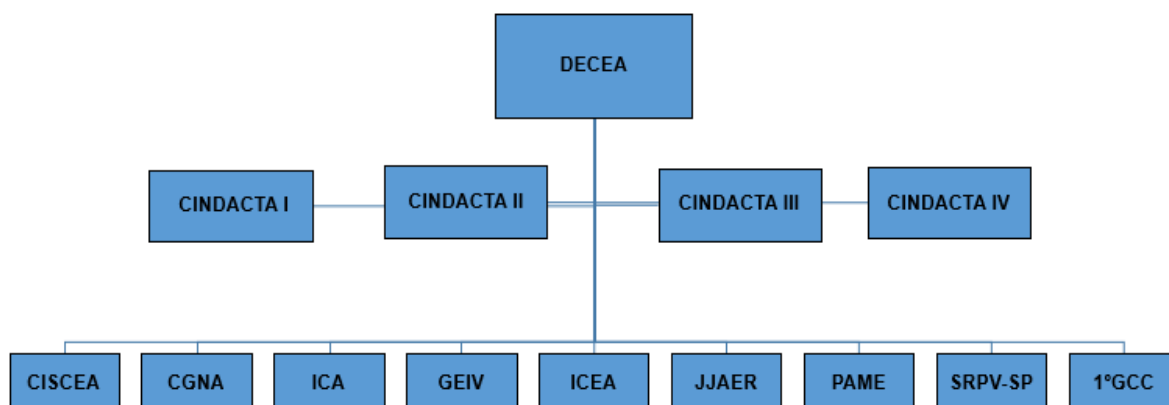 DECEA
CINDACTA I
CINDACTA II
CINDACTA III
CINDACTA IV
CISCEA
CGNA
ICA
GEIV
ICEA
JJAER
PAME
SRPV-SP
1ºGCC